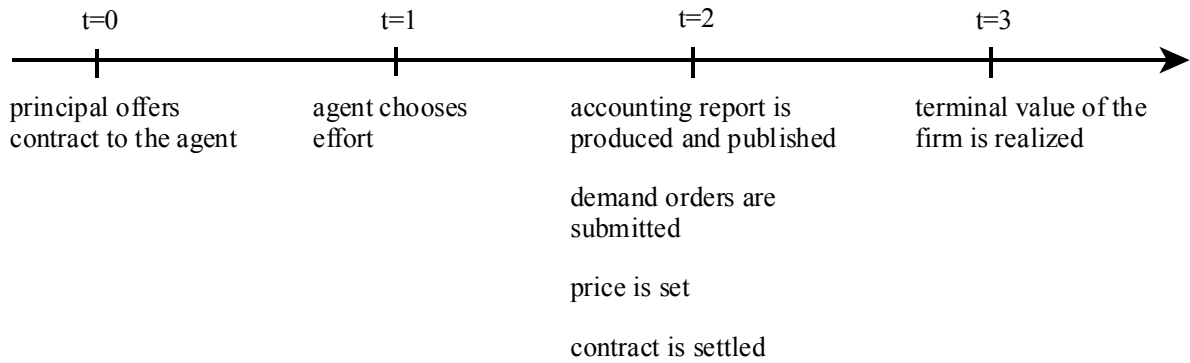 t=0
t=1
t=2
t=3
principal offers
contract to the agent
agent chooses
effort
accounting report is
produced and published
demand orders are
submitted
price is set
contract is settled
terminal value of the
firm is realized